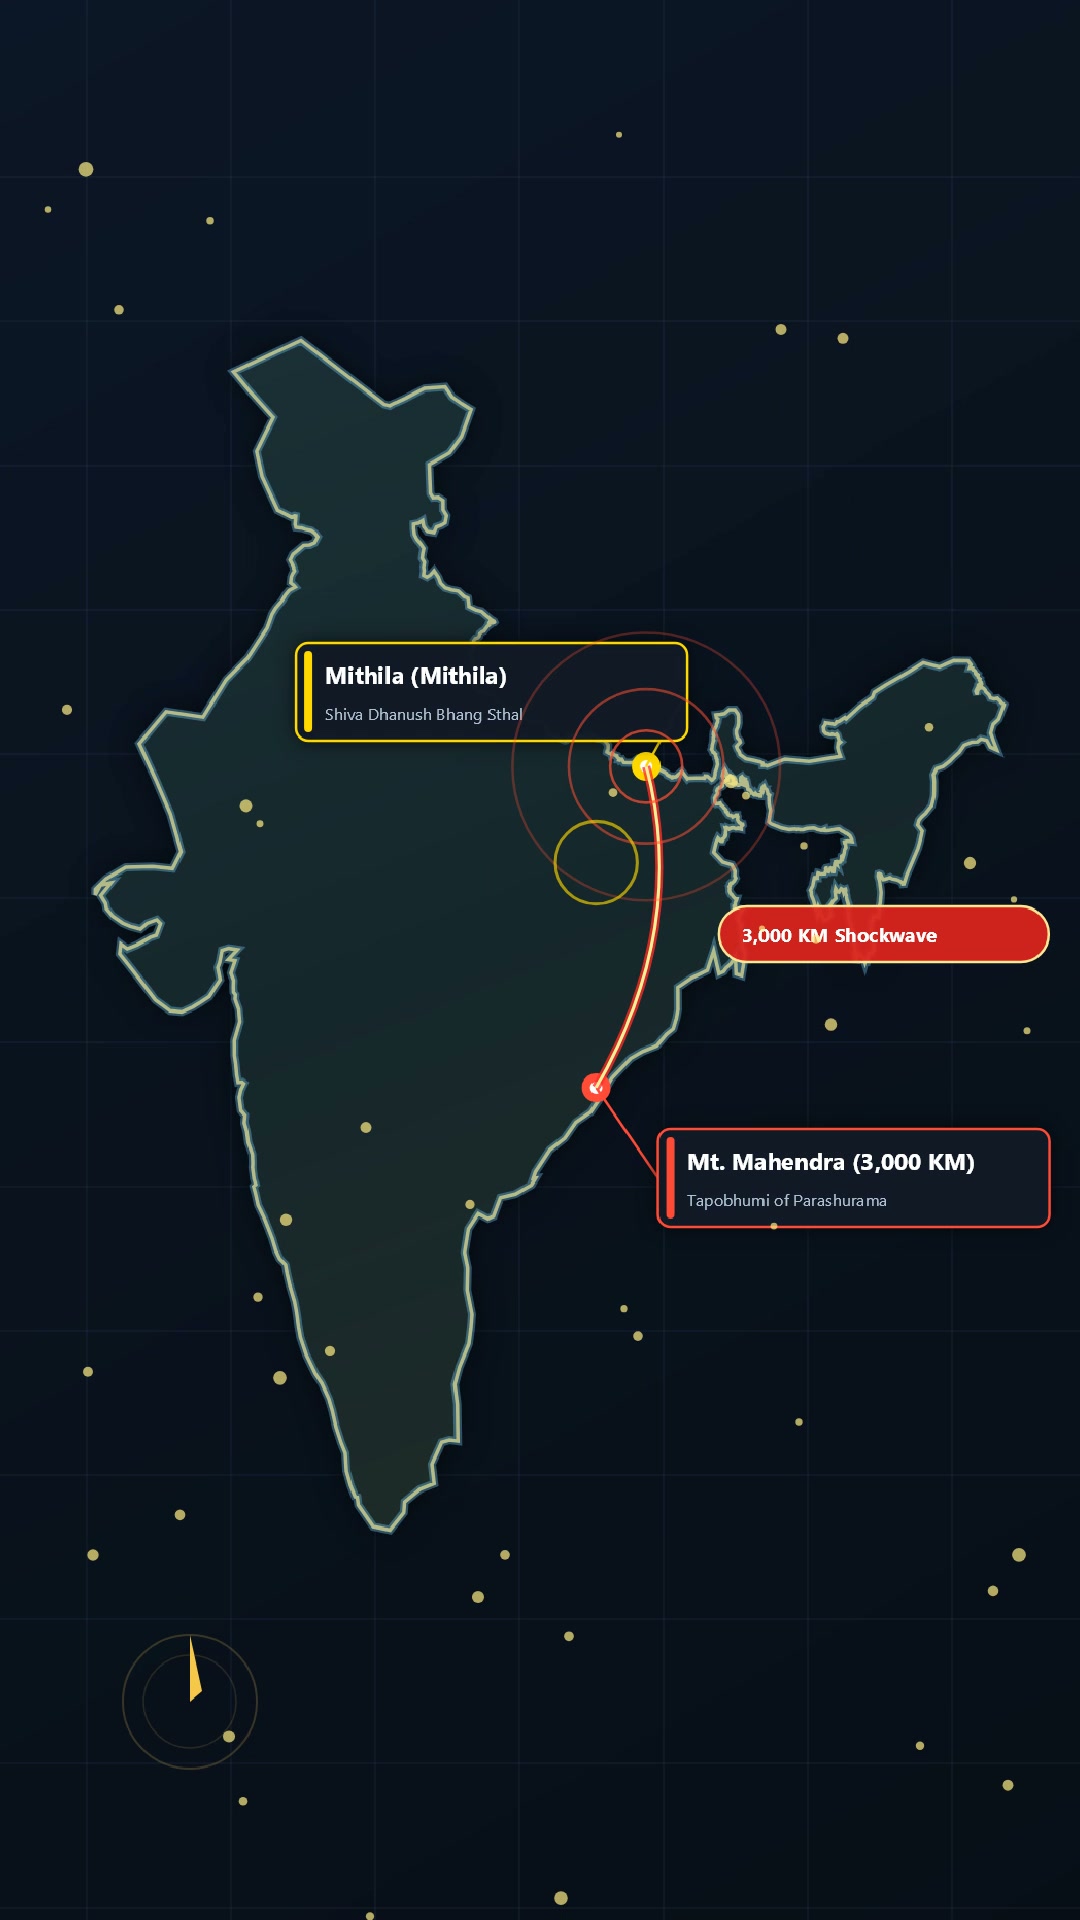 Mithila (Mithila)
Shiva Dhanush Bhang Sthal
3,000 KM Shockwave
Mt. Mahendra (3,000 KM)
Tapobhumi of Parashurama